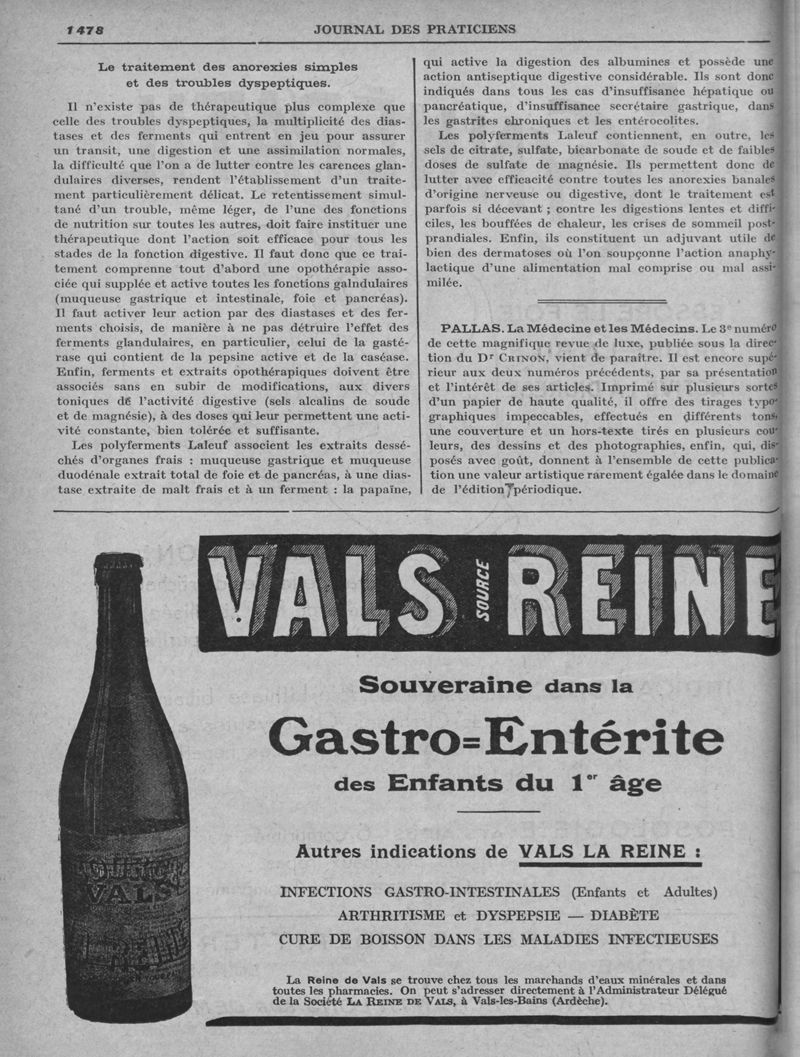 1478
JOURNAL DES PRATICIENS
Le traitement des anorexies simples
et des troubles dyspeptiques.
Il n'existe pas de thérapeutique plus complexe que
celle des troubles dyspeptiques, la multiplicité des dias-
tases et des ferments qui entrent en jeu pour assurer
un transit, une digestion et une assimilation normales,
la difficulté que l'on a de lutter contre les carences glan-
dulaires diverses, rendent l'établissement d'un traite-
ment particulièrement délicat. Le retentissement simul-
tané d'un trouble, même léger, de l'une des fonctions
de nutrition sur toutes les autres, doit faire instituer une
thérapeutique dont l'action soit efficace pour tous les
stades de la fonction digestive. Il faut donc que ce trai-
tement comprenne tout d'abord une opothérapie asso-
ciée qui supplée et active toutes les fonctions galndulaires
(muqueuse gastrique et intestinale, foie et pancréas).
Il faut activer leur action par des diastases et des fer-
ments choisis, de manière à ne pas détruire l'effet des
ferments glandulaires, en particulier, celui de la gasté-
rase qui contient de la pepsine active et de la caséase.
Enfin, ferments et extraits opothérapiques doivent être
associés sans en subir de modifications, aux divers
toniques de l'activité digestive (sels alcalins de soude
et de magnésie), à des doses qui leur permettent une acti-
vité constante, bien tolérée et suffisante.
Les polyferments Laleuf associent les extraits dessé-
chés d'organes frais : muqueuse gastrique et muqueuse
duodénale extrait total de foie et de pancréas, à une dias-
tase extraite de malt frais et à un ferment : la papaïne,
qui active la digestion des albumines et possède une
action antiseptique digestive considérable. Ils sont donc
indiqués dans tous les cas d'insuffisance hépatique ou
pancréatique, d'insuffisance secrétaire gastrique, dans
les gastrites chroniques et les entérocolites.
Les polyferments Laleuf contiennent, en outre, les
sels de citrate, sulfate, bicarbonate de soude et de faibles
doses de sulfate de magnésie. Ils permettent donc de
lutter avec efficacité contre toutes les anorexies banales
d'origine nerveuse ou digestive, dont le traitement est
parfois si décevant ; contre les digestions lentes et diffi-
ciles, les bouffées de chaleur, les crises de sommeil post-
prandiales. Enfin, ils constituent un adjuvant utile de
bien des dermatoses où l'on soupçonne l'action anaphy-
lactique d'une alimentation mal comprise ou mal assi-
milée.
PALLAS. La Médecine et les Médecins. Le 3e numéro
de cette magnifique revue de luxe, publiée sous la direc-
tion du Dr CRINON, vient de paraître. Il est encore supé-
rieur aux deux numéros précédents, par sa présentation
et l'intérêt de ses articles. Imprimé sur plusieurs sortes
d'un papier de haute qualité, il offre des tirages typo-
graphiques impeccables, effectués en différents tons,
une couverture et un hors-texte tirés en plusieurs cou-
leurs, des dessins et des photographies, enfin, qui, dis-
posés avec goût, donnent à l'ensemble de cette publica-
tion une valeur artistique rarement égalée dans le domaine
de l'édition périodique.
VALS SOURCE REINE
Souveraine dans la
Gastro=Entérite
des Enfants du 1er âge
Autres indications de VALS LA REINE :
INFECTIONS GASTRO-INTESTINALES (Enfants et Adultes)
ARTHRITISME et DYSPEPSIE — DIABÈTE
CURE DE BOISSON DANS LES MALADIES INFECTIEUSES
La Reine de Vals se trouve chez tous les marchands d'eaux minérales et dans
toutes les pharmacies. On peut s'adresser directement à l'Administrateur Délégué
de la Société LA REINE DE VALS, à Vals-les-Bains (Ardèche).
VALS